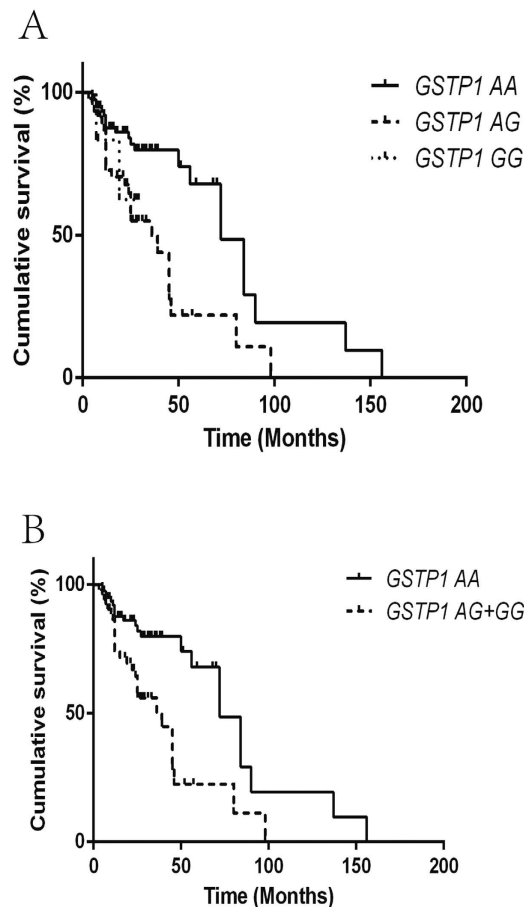 A
GSTP1 AA
GSTP1 AG
GSTP1 GG
Cumulative survival (%)
100
50
0
0 50 100 150 200
Time (Months)
B
GSTP1 AA
GSTP1 AG+GG
Cumulative survival (%)
100
50
0
0 50 100 150 200
Time (Months)